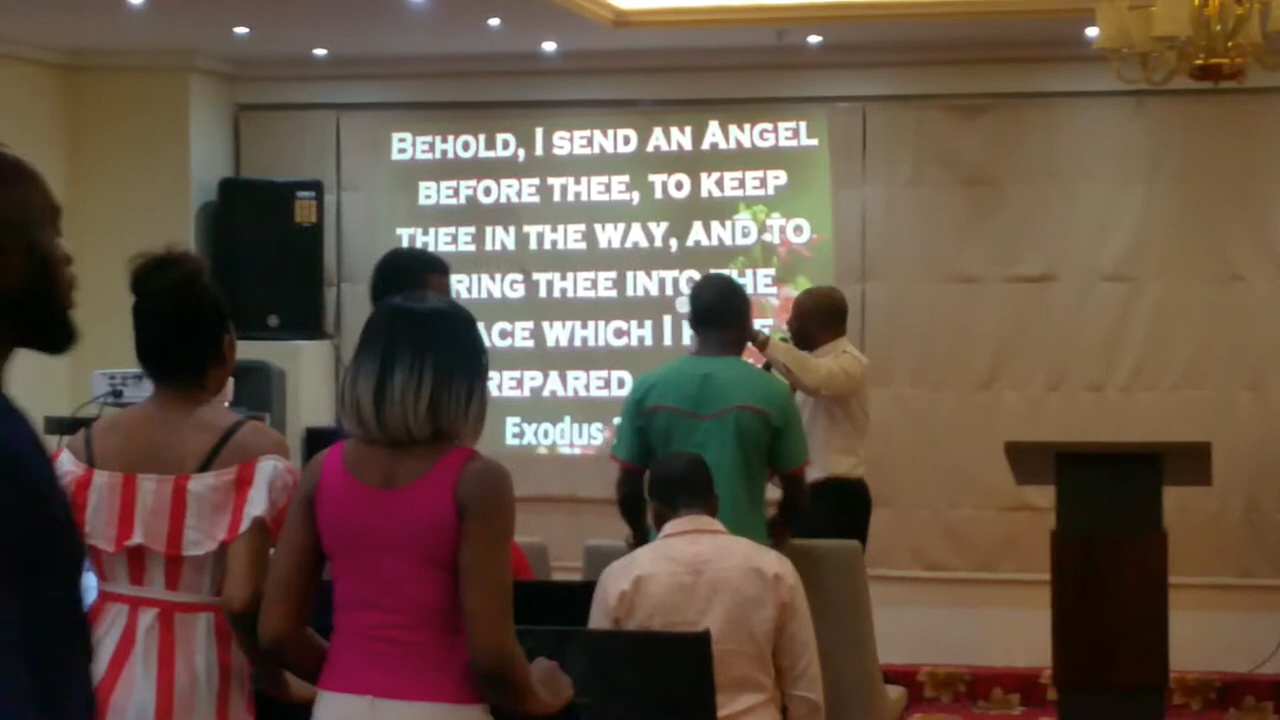 BEHOLD, I SEND AN ANGEL
BEFORE THEE, TO KEEP
THEE IN THE WAY, AND TO
RING THEE INTO THE
ACE WHICH I
REPARED
Exodus